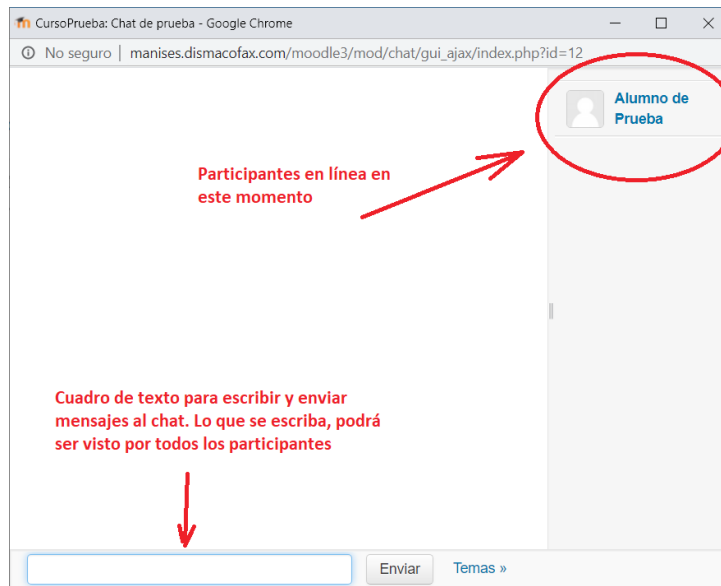 CursoPrueba: Chat de prueba - Google Chrome
No seguro | manises.dismacofax.com/moodle3/mod/chat/gui_ajax/index.php?id=12
Alumno de
Prueba
Participantes en línea en
este momento
Cuadro de texto para escribir y enviar
mensajes al chat. Lo que se escriba, podrá
ser visto por todos los participantes
Enviar
Temas »